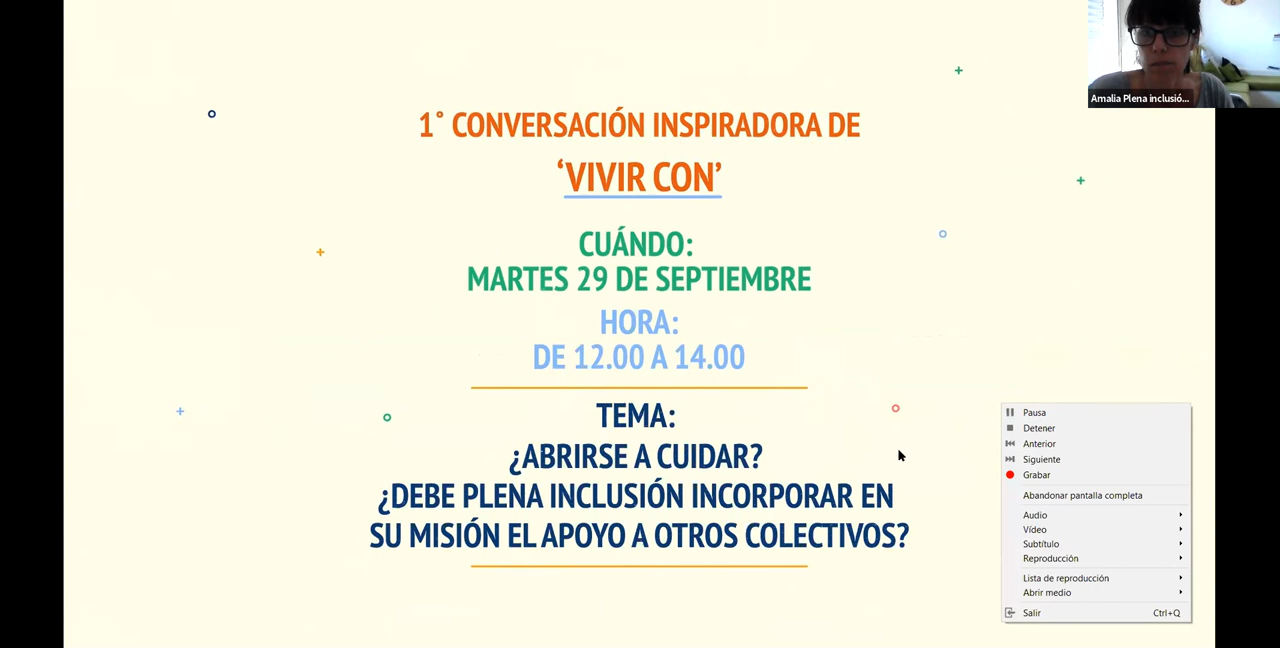 1° CONVERSACIÓN INSPIRADORA DE
‘VIVIR CON’
CUÁNDO:
MARTES 29 DE SEPTIEMBRE
HORA:
DE 12.00 A 14.00
TEMA:
¿ABRIRSE A CUIDAR?
¿DEBE PLENA INCLUSIÓN INCORPORAR EN
SU MISIÓN EL APOYO A OTROS COLECTIVOS?
Amalia Plena inclusió...
Pausa
Detener
Anterior
Siguiente
Grabar
Abandonar pantalla completa
Audio
Vídeo
Subtítulo
Reproducción
Lista de reproducción
Abrir medio
Salir Ctrl+Q